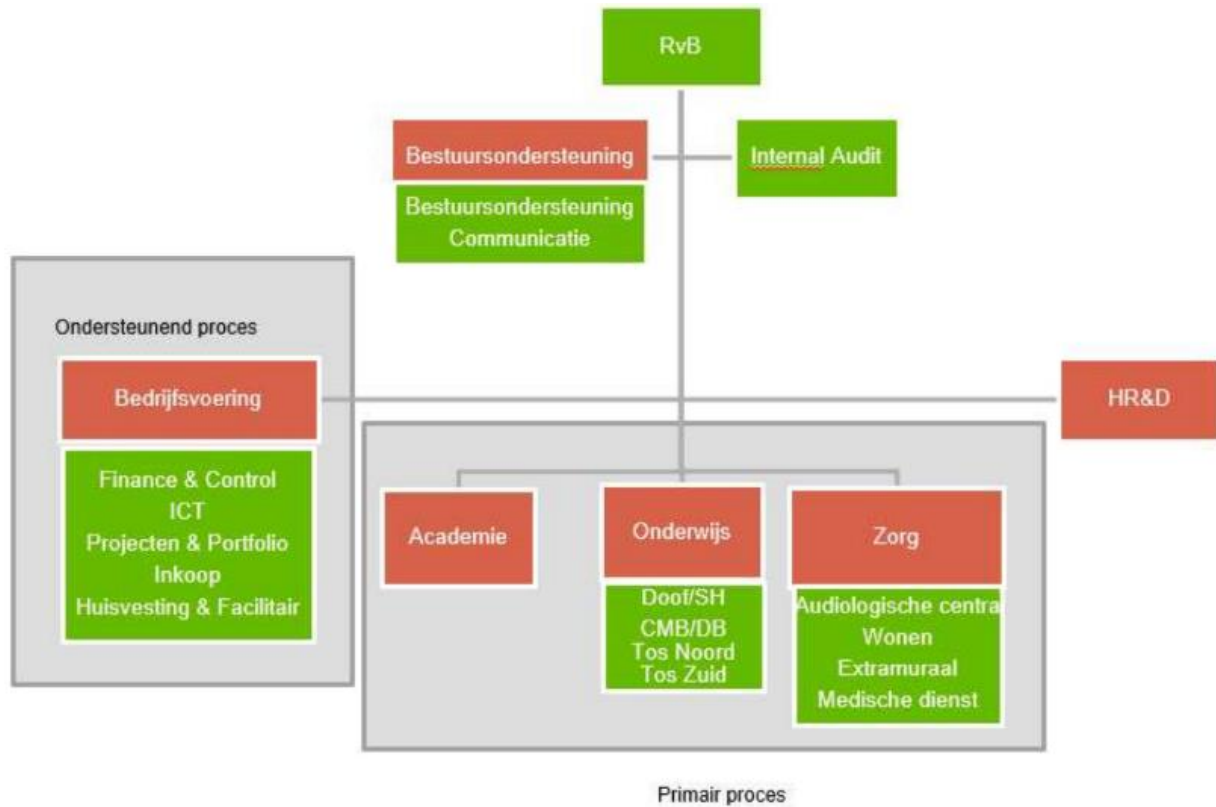 RvB
Bestuursondersteuning
Internal Audit
Bestuursondersteuning
Communicatie
Ondersteunend proces
Bedrijfsvoering
HR&D
Finance & Control
ICT
Projecten & Portfolio
Inkoop
Huisvesting & Facilitair
Academie
Onderwijs
Zorg
Doof/SH
CMB/DB
Tos Noord
Tos Zuid
Audiologische centra
Wonen
Extramuraal
Medische dienst
Primair proces